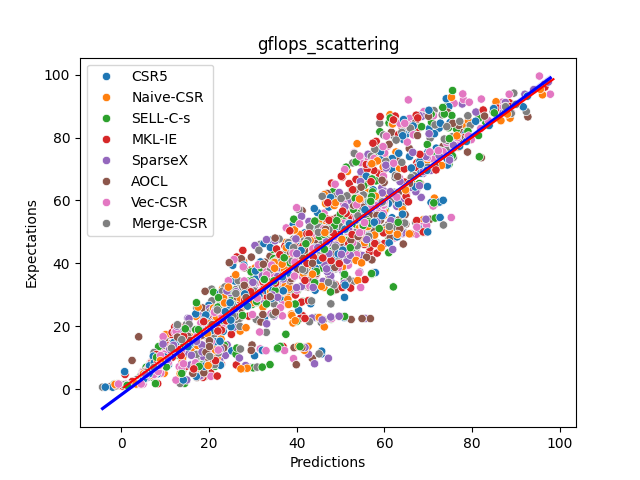 gflops_scattering
100
80
60
40
20
0
Expectations
CSR5
Naive-CSR
SELL-C-s
MKL-IE
SparseX
AOCL
Vec-CSR
Merge-CSR
0 20 40 60 80 100
Predictions